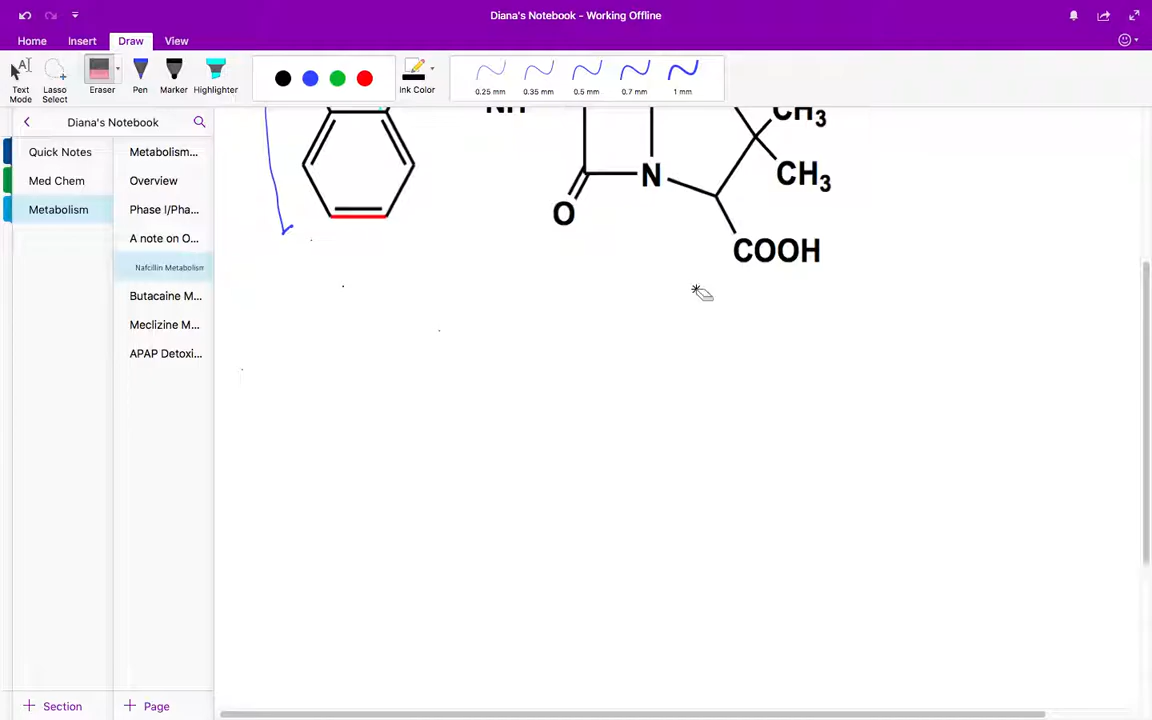 Diana's Notebook - Working Offline
Home Insert Draw View
Text Mode
Lasso Select
Eraser
Pen
Marker
Highlighter
Ink Color
0.25 mm
0.35 mm
0.5 mm
0.7 mm
1 mm
Diana's Notebook
Quick Notes
Med Chem
Metabolism
Metabolism...
Overview
Phase I/Pha...
A note on O...
Nafcillin Metabolism
Butacaine M...
Meclizine M...
APAP Detoxi...
+ Section
+ Page
NH
CH3
N
CH3
O
COOH